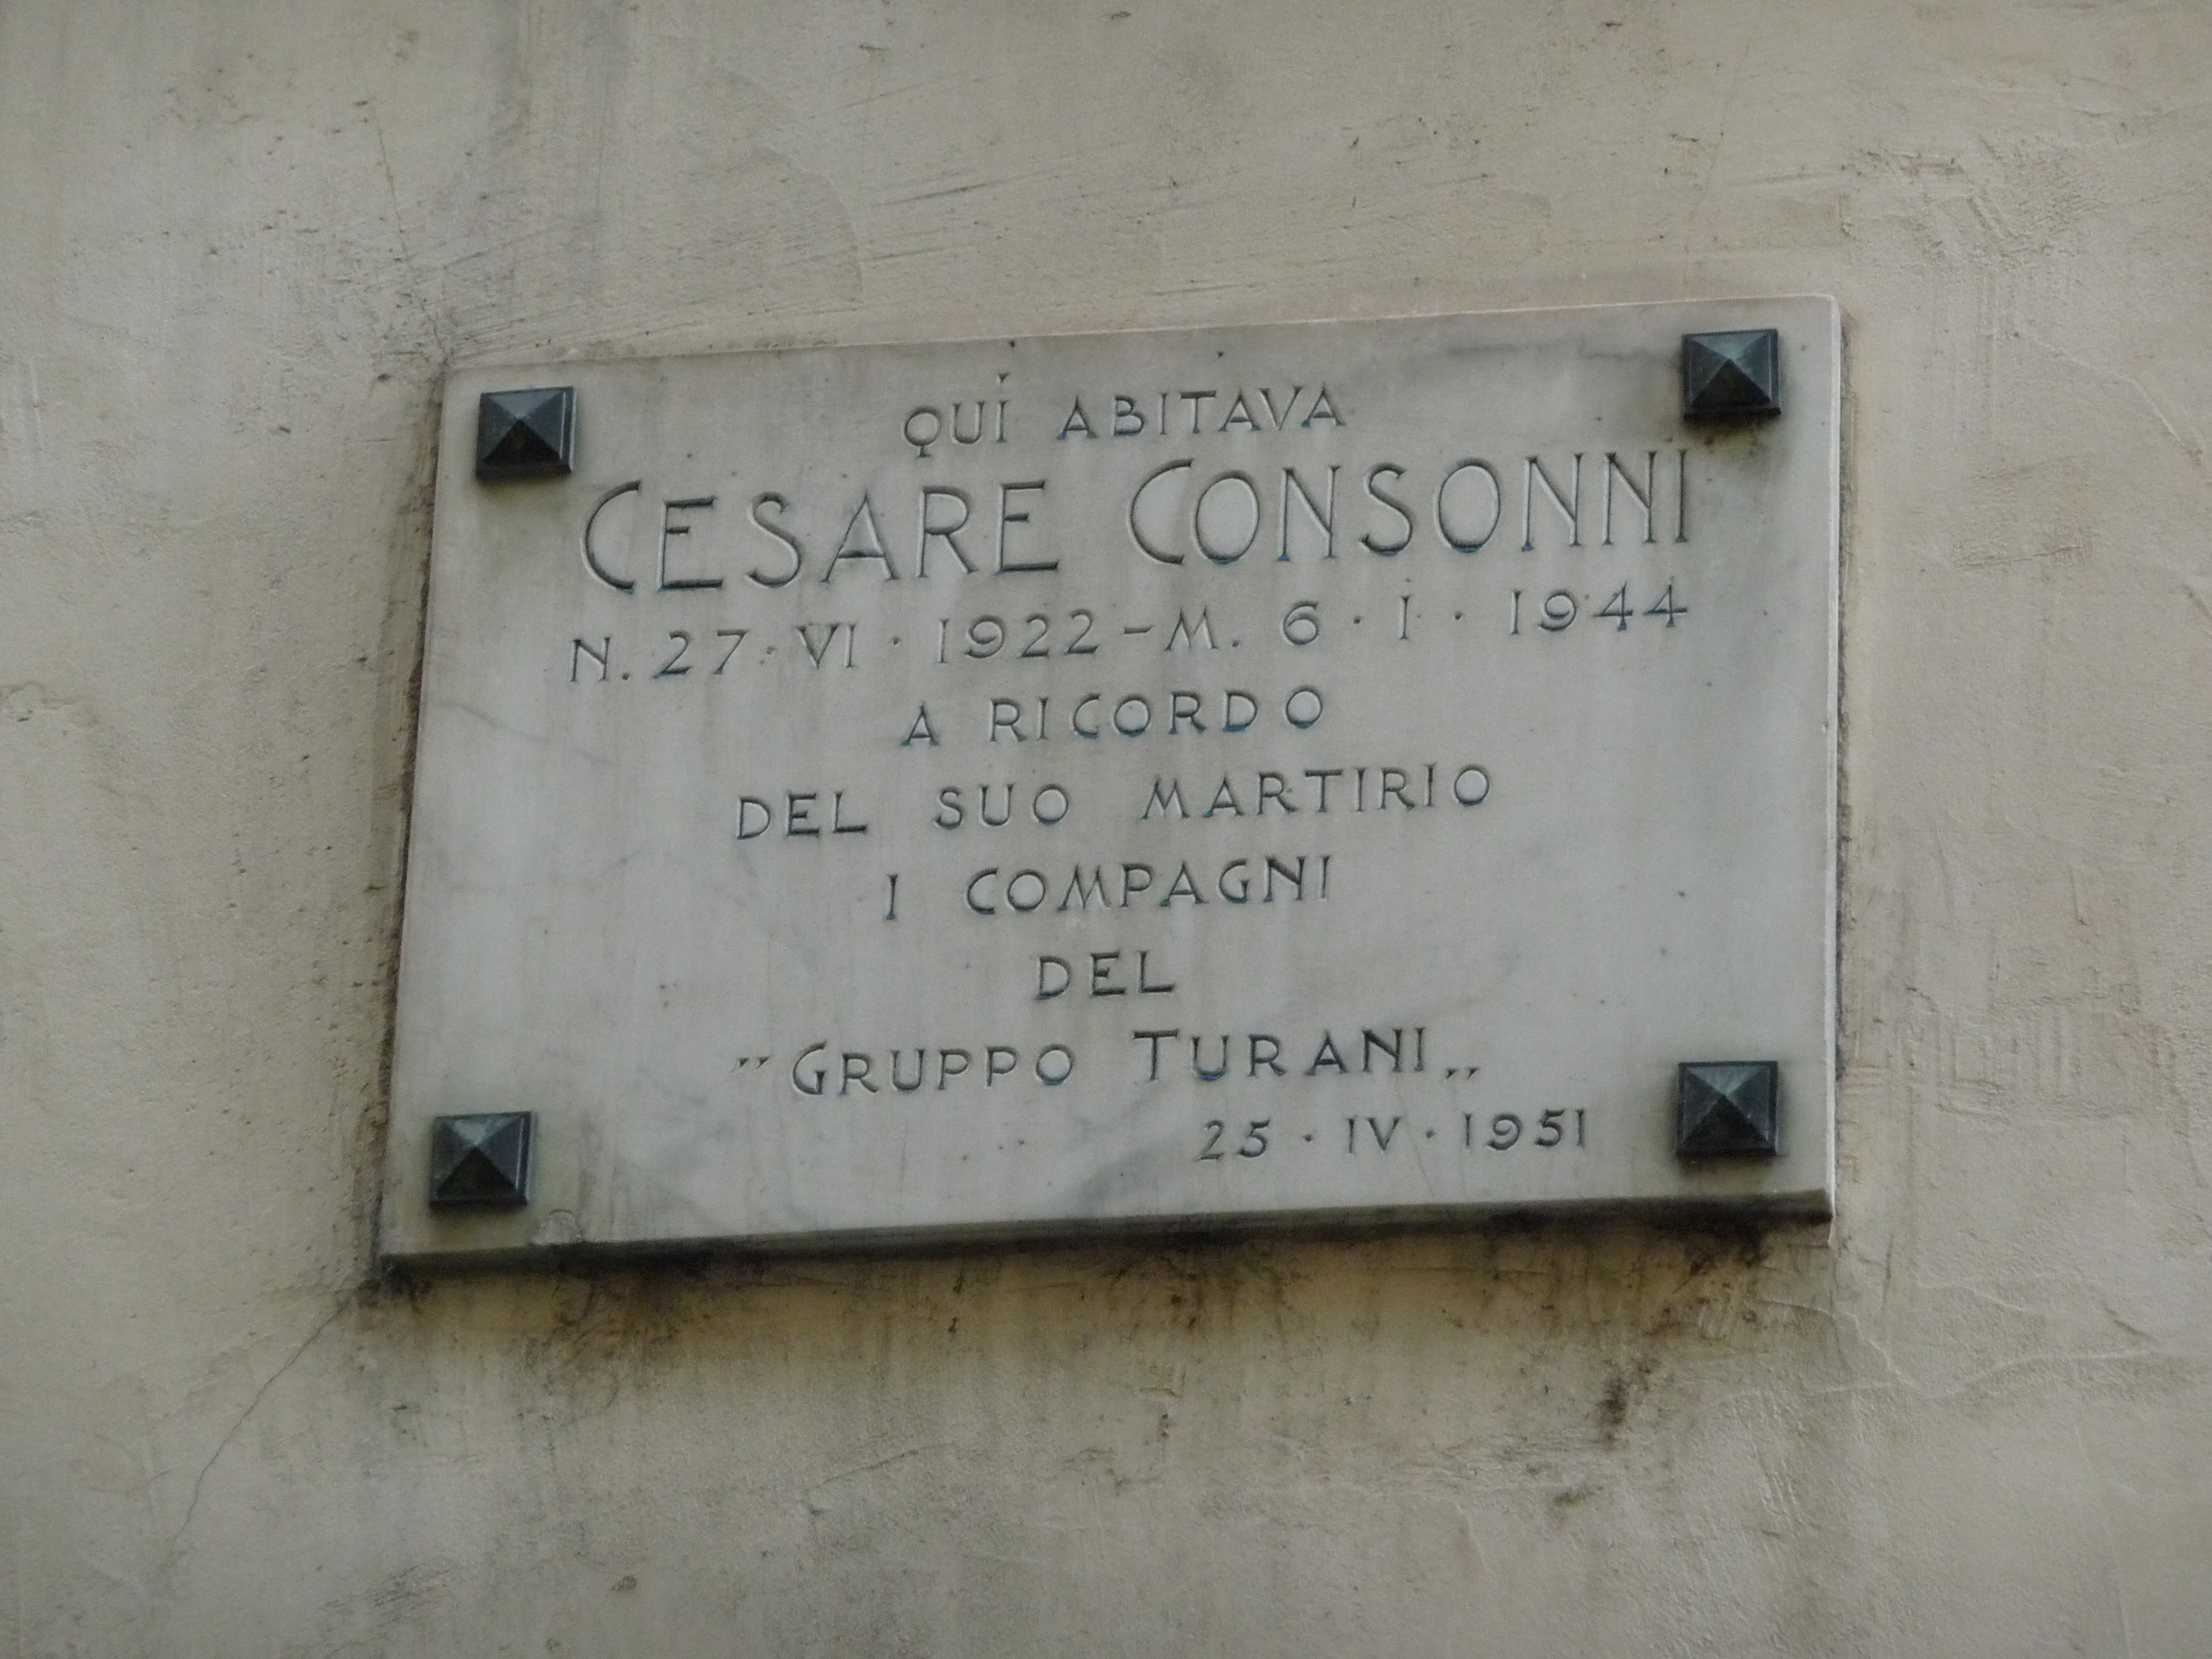 QUÍ ABITAVA
CESARE CONSONNI
N. 27·VI·1922-M. 6·I·1944
A RICORDO
DEL SUO MARTIRIO
I COMPAGNI
DEL
"GRUPPO TURANI„
25·IV·1951